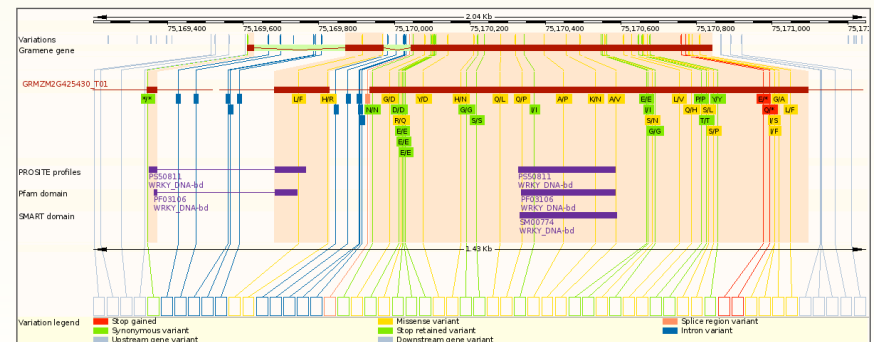 2.04 Kb
75,169,400 75,169,600 75,169,800 75,170,000 75,170,200 75,170,400 75,170,600 75,170,800 75,171,000 75,17
Variations
Gramene gene
GRMZM2G425430_T01
*/* L/F H/R G/D Y/D H/N Q/L Q/P A/P K/N A/V E/E L/V P/P Y/Y E/* G/A
N/N D/D G/G I/I I/I Q/H S/L Q/* L/F
R/Q S/S S/N T/T I/S
E/E G/G S/P I/F
E/E
E/E
PROSITE profiles
PS50811 PS50811
WRKY_DNA-bd WRKY_DNA-bd
Pfam domain
PF03106 PF03106
WRKY_DNA-bd WRKY_DNA-bd
SMART domain
SM00774
WRKY_DNA-bd
1.43 Kb
Variation legend
Stop gained Missense variant Splice region variant
Synonymous variant Stop retained variant Intron variant
Upstream gene variant Downstream gene variant